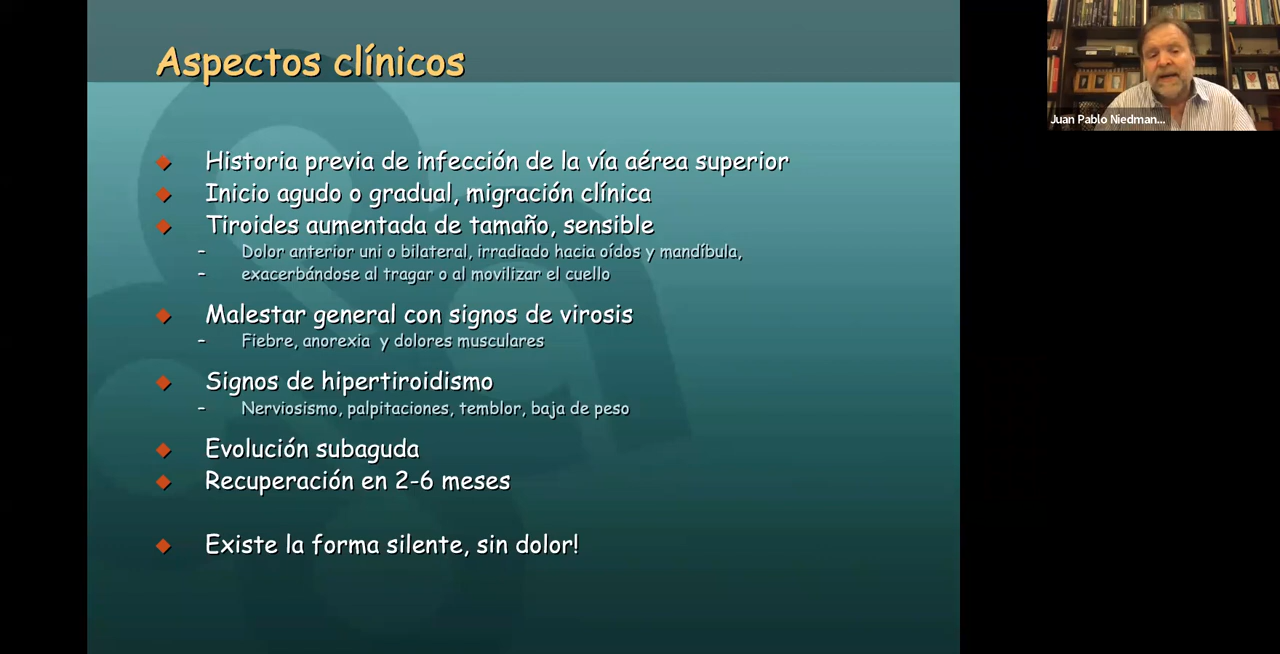 Aspectos clínicos
Historia previa de infección de la vía aérea superior
Inicio agudo o gradual, migración clínica
Tiroides aumentada de tamaño, sensible
- Dolor anterior uni o bilateral, irradiado hacia oídos y mandíbula,
- exacerbándose al tragar o al movilizar el cuello
Malestar general con signos de virosis
- Fiebre, anorexia y dolores musculares
Signos de hipertiroidismo
- Nerviosismo, palpitaciones, temblor, baja de peso
Evolución subaguda
Recuperación en 2-6 meses
Existe la forma silente, sin dolor!
Juan Pablo Niedman...